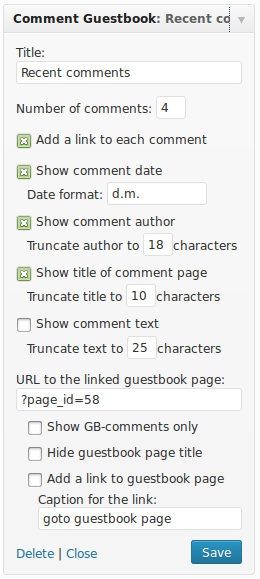 Comment Guestbook: Recent co
Title:
Recent comments
Number of comments: 4
Add a link to each comment
Show comment date
Date format: d.m.
Show comment author
Truncate author to 18 characters
Show title of comment page
Truncate title to 10 characters
Show comment text
Truncate text to 25 characters
URL to the linked guestbook page:
?page_id=58
Show GB-comments only
Hide guestbook page title
Add a link to guestbook page
Caption for the link:
goto guestbook page
Delete | Close Save